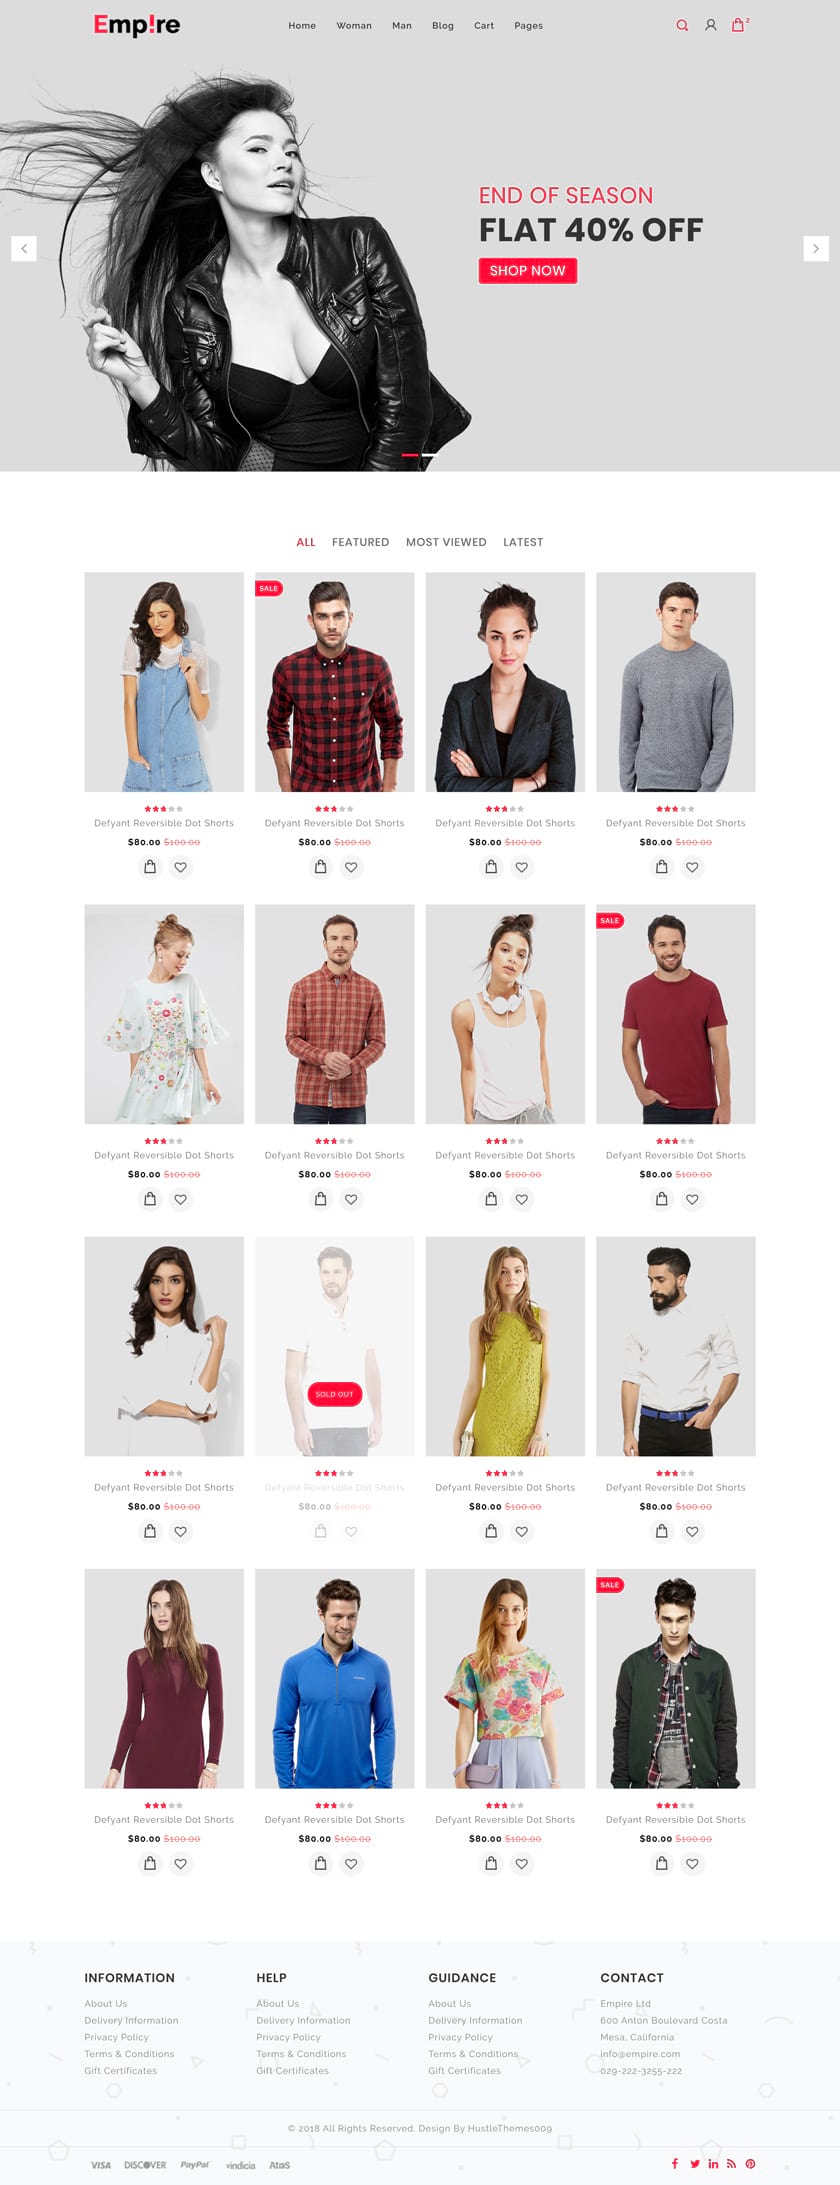 Emp!re
Home Woman Man Blog Cart Pages
2
END OF SEASON
FLAT 40% OFF
SHOP NOW
ALL FEATURED MOST VIEWED LATEST
SALE
Defyant Reversible Dot Shorts Defyant Reversible Dot Shorts Defyant Reversible Dot Shorts Defyant Reversible Dot Shorts
$80.00 $100.00 $80.00 $100.00 $80.00 $100.00 $80.00 $100.00
SALE
Defyant Reversible Dot Shorts Defyant Reversible Dot Shorts Defyant Reversible Dot Shorts Defyant Reversible Dot Shorts
$80.00 $100.00 $80.00 $100.00 $80.00 $100.00 $80.00 $100.00
SOLD OUT
Defyant Reversible Dot Shorts Defyant Reversible Dot Shorts Defyant Reversible Dot Shorts Defyant Reversible Dot Shorts
$80.00 $100.00 $80.00 $100.00 $80.00 $100.00 $80.00 $100.00
SALE
Defyant Reversible Dot Shorts Defyant Reversible Dot Shorts Defyant Reversible Dot Shorts Defyant Reversible Dot Shorts
$80.00 $100.00 $80.00 $100.00 $80.00 $100.00 $80.00 $100.00
INFORMATION
About Us
Delivery Information
Privacy Policy
Terms & Conditions
Gift Certificates
HELP
About Us
Delivery Information
Privacy Policy
Terms & Conditions
Gift Certificates
GUIDANCE
About Us
Delivery Information
Privacy Policy
Terms & Conditions
Gift Certificates
CONTACT
Empire Ltd
600 Anton Boulevard Costa
Mesa, California
info@empire.com
029-222-3255-222
© 2018 All Rights Reserved. Design By HustleThemes009
VISA DISCOVER PayPal vindicia Atos